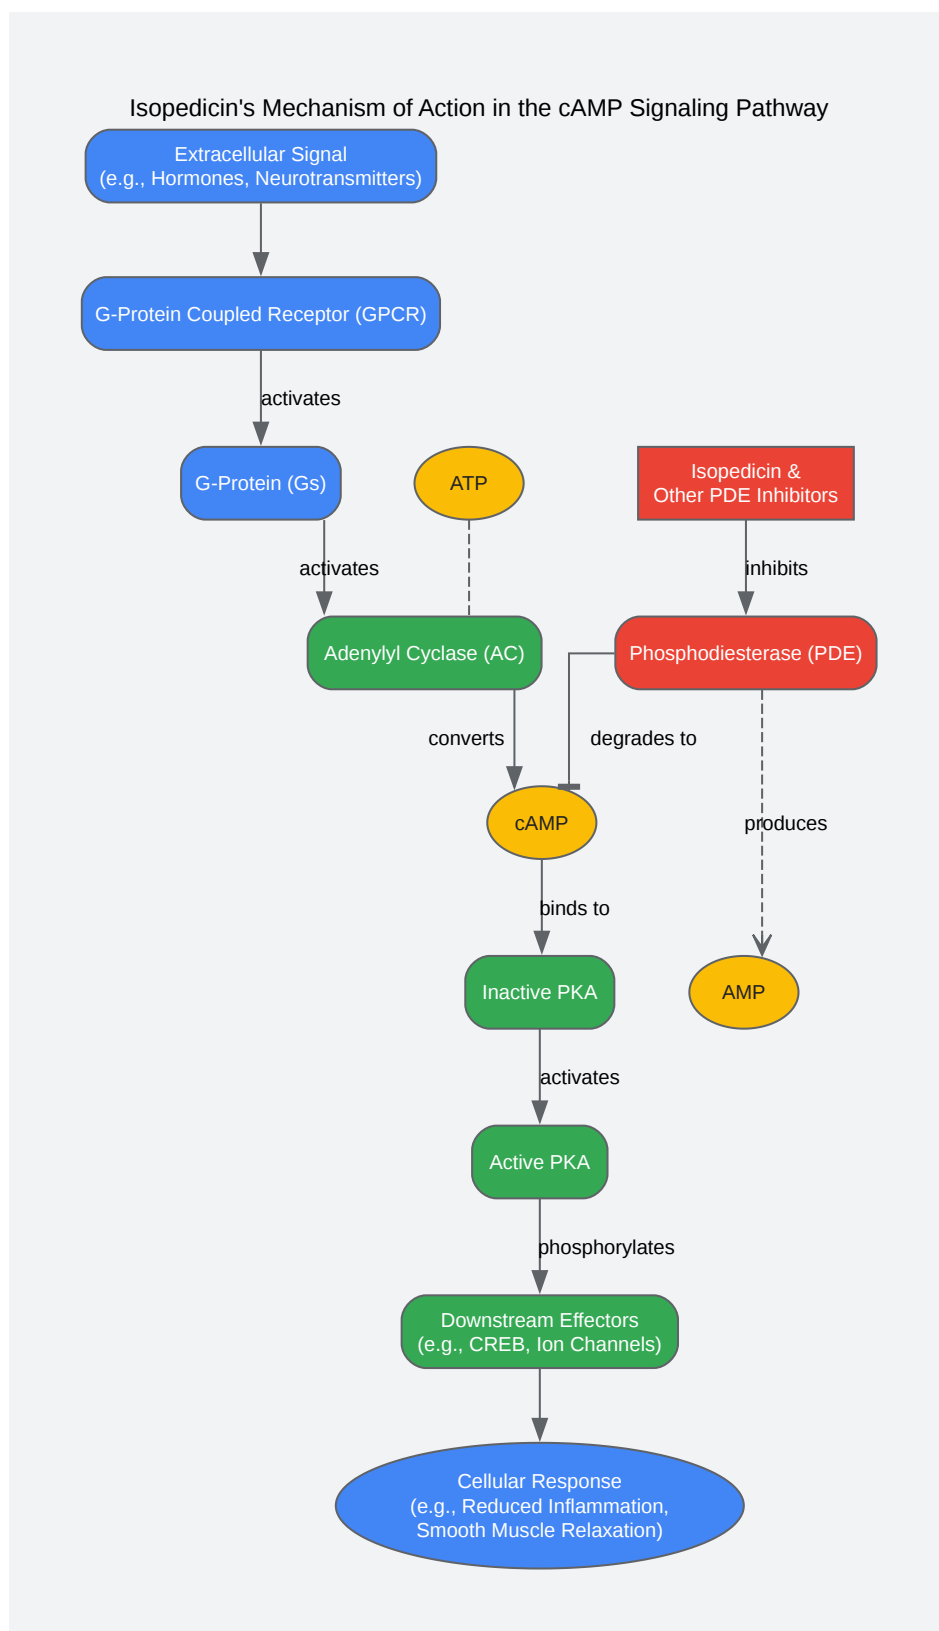 Isopedicin's Mechanism of Action in the cAMP Signaling Pathway
Extracellular Signal
(e.g., Hormones, Neurotransmitters)
G-Protein Coupled Receptor (GPCR)
activates
G-Protein (Gs)
ATP
Isopedicin &
Other PDE Inhibitors
activates
inhibits
Adenylyl Cyclase (AC)
Phosphodiesterase (PDE)
converts
degrades to
cAMP
produces
binds to
Inactive PKA
AMP
activates
Active PKA
phosphorylates
Downstream Effectors
(e.g., CREB, Ion Channels)
Cellular Response
(e.g., Reduced Inflammation,
Smooth Muscle Relaxation)